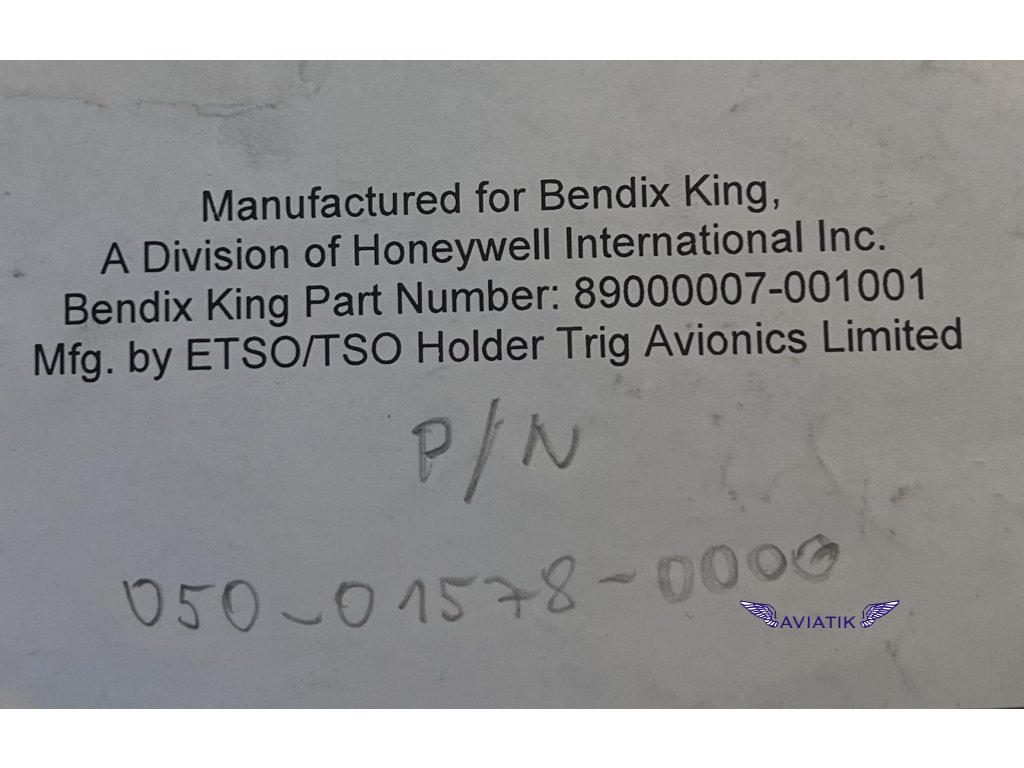 Manufactured for Bendix King,
A Division of Honeywell International Inc.
Bendix King Part Number: 89000007-001001
Mfg. by ETSO/TSO Holder Trig Avionics Limited
P/N
050-01578-0000
AVIATIK